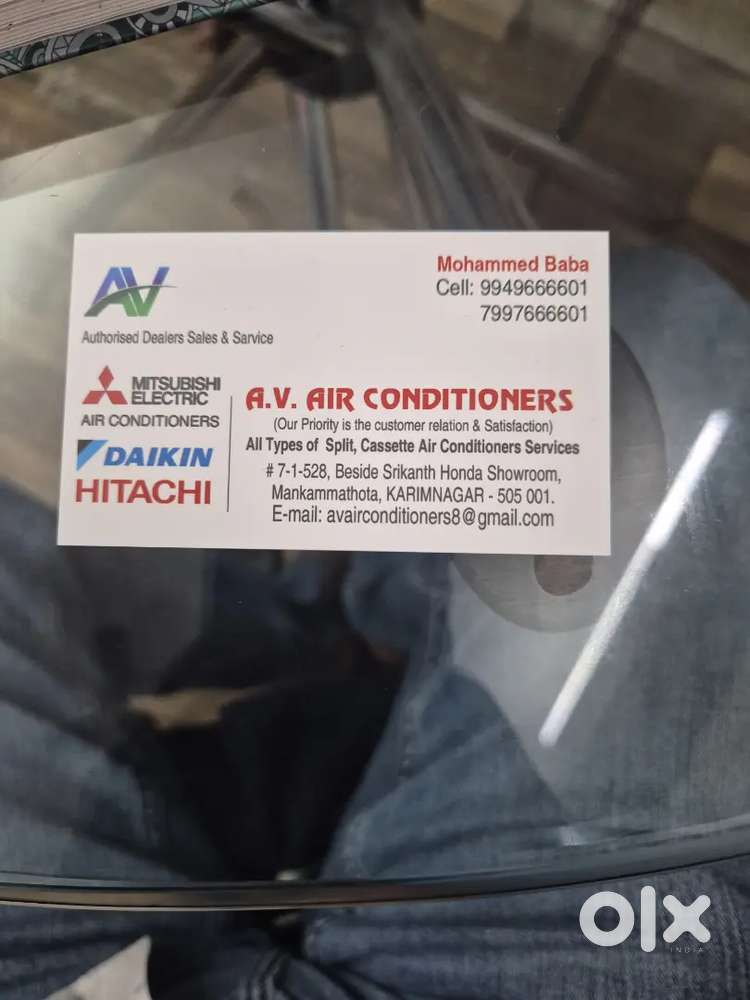 AV
Authorised Dealers Sales & Sarvice
MITSUBISHI
ELECTRIC
AIR CONDITIONERS
DAIKIN
HITACHI
Mohammed Baba
Cell: 9949666601
7997666601
A.V. AIR CONDITIONERS
(Our Priority is the customer relation & Satisfaction)
All Types of Split, Cassette Air Conditioners Services
# 7-1-528, Beside Srikanth Honda Showroom,
Mankammathota, KARIMNAGAR - 505 001.
E-mail: avairconditioners8@gmail.com
olx
INDIA